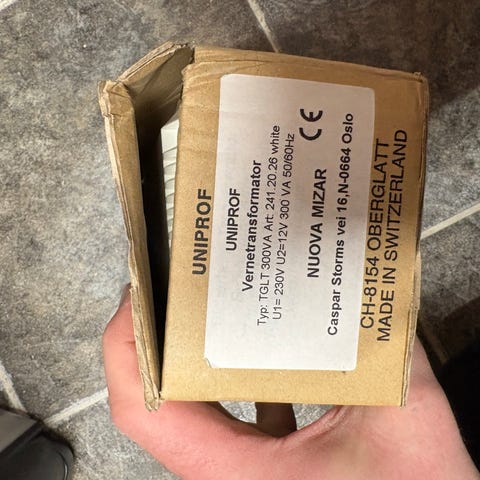 UNIPROF
UNIPROF
Vernetransformator
Typ: TGLT 300VA Art: 241.20.26 white
U1= 230V U2=12V 300 VA 50/60Hz
CE
NUOVA MIZAR
Caspar Storms vei 16,N-0664 Oslo
CH-8154 OBERGLATT
MADE IN SWITZERLAND